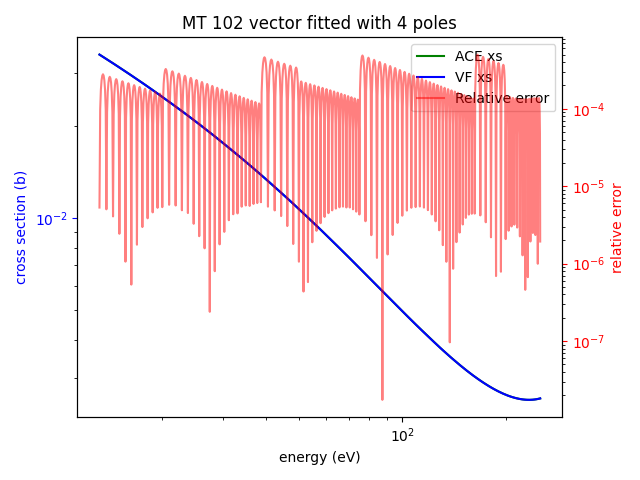 MT 102 vector fitted with 4 poles
ACE xs
VF xs
Relative error
cross section (b)
10⁻²
10⁻⁴
10⁻⁵
10⁻⁶
10⁻⁷
relative error
10²
energy (eV)